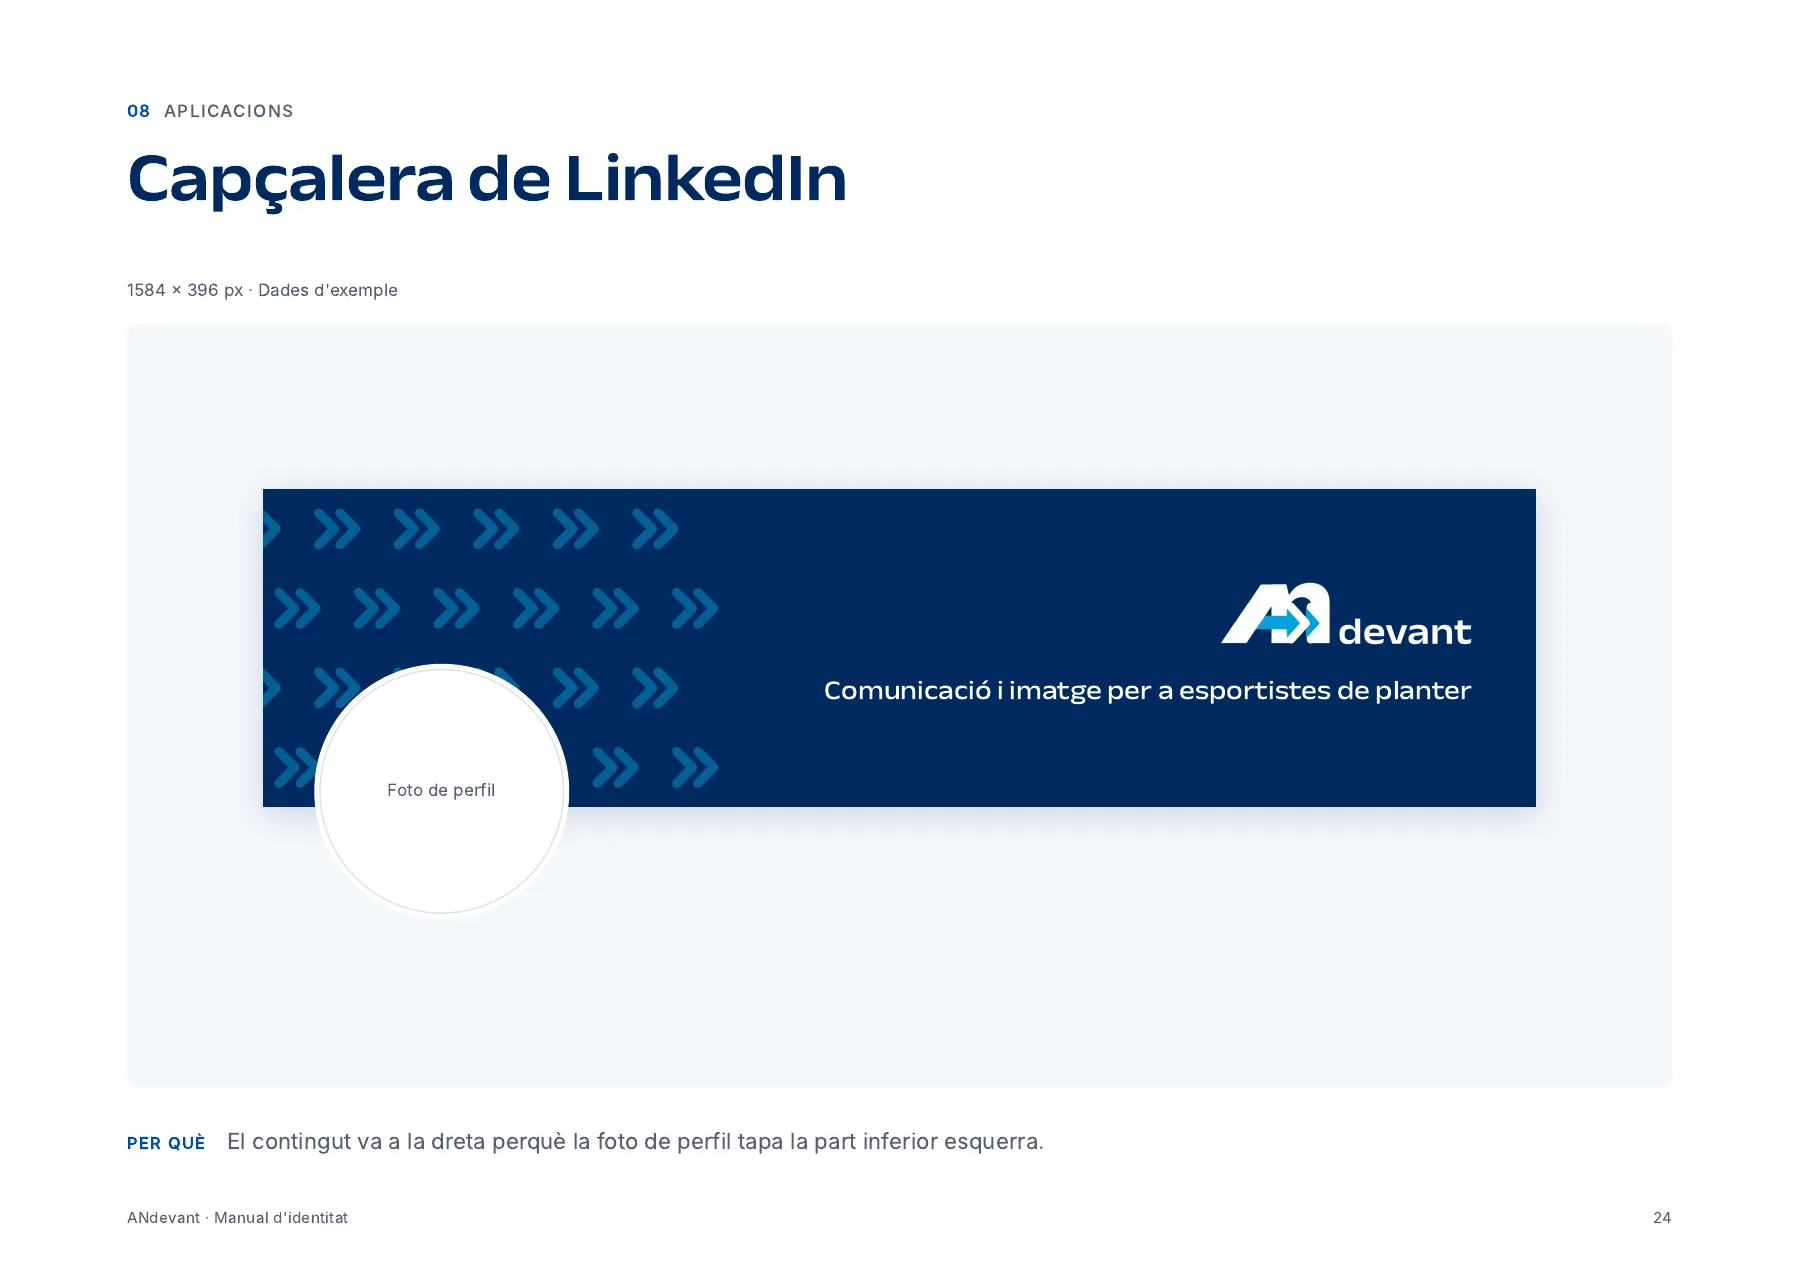 08 APLICACIONS
Capçalera de LinkedIn
1584 × 396 px · Dades d'exemple
ANdevant
Comunicació i imatge per a esportistes de planter
Foto de perfil
PER QUÈ El contingut va a la dreta perquè la foto de perfil tapa la part inferior esquerra.
ANdevant · Manual d'identitat
24